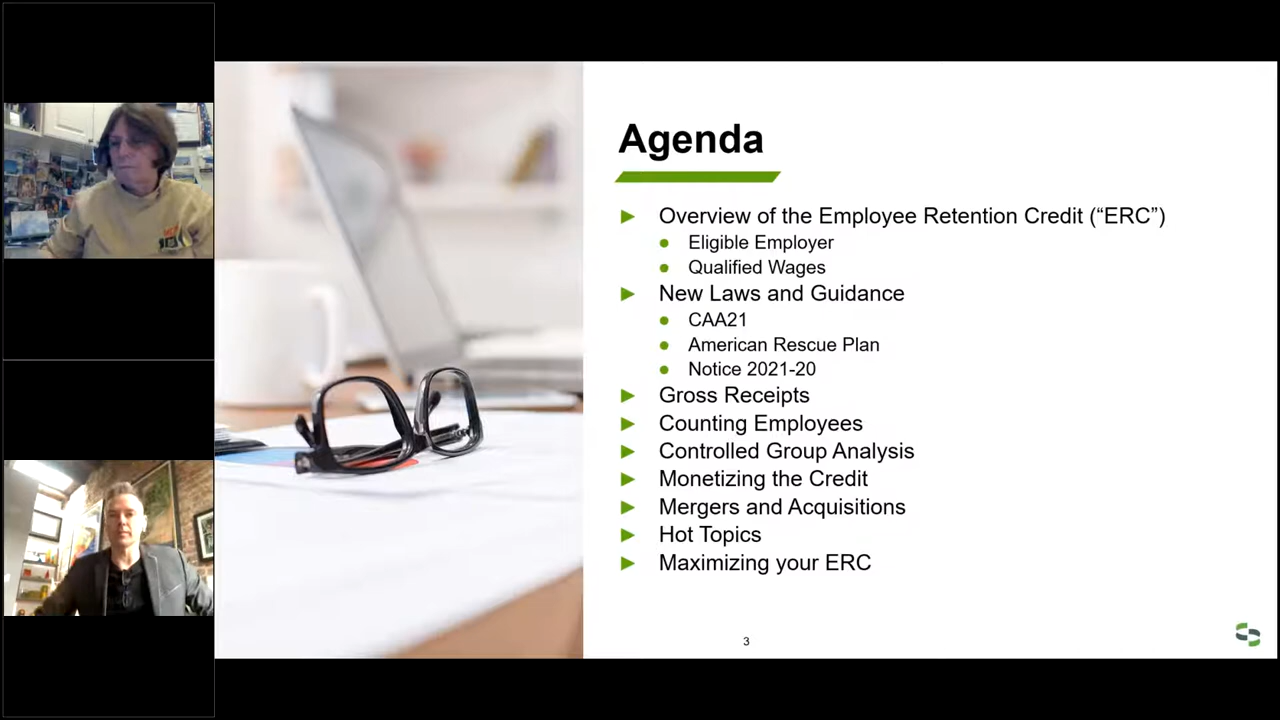 Agenda
Overview of the Employee Retention Credit (“ERC”)
Eligible Employer
Qualified Wages
New Laws and Guidance
CAA21
American Rescue Plan
Notice 2021-20
Gross Receipts
Counting Employees
Controlled Group Analysis
Monetizing the Credit
Mergers and Acquisitions
Hot Topics
Maximizing your ERC
3